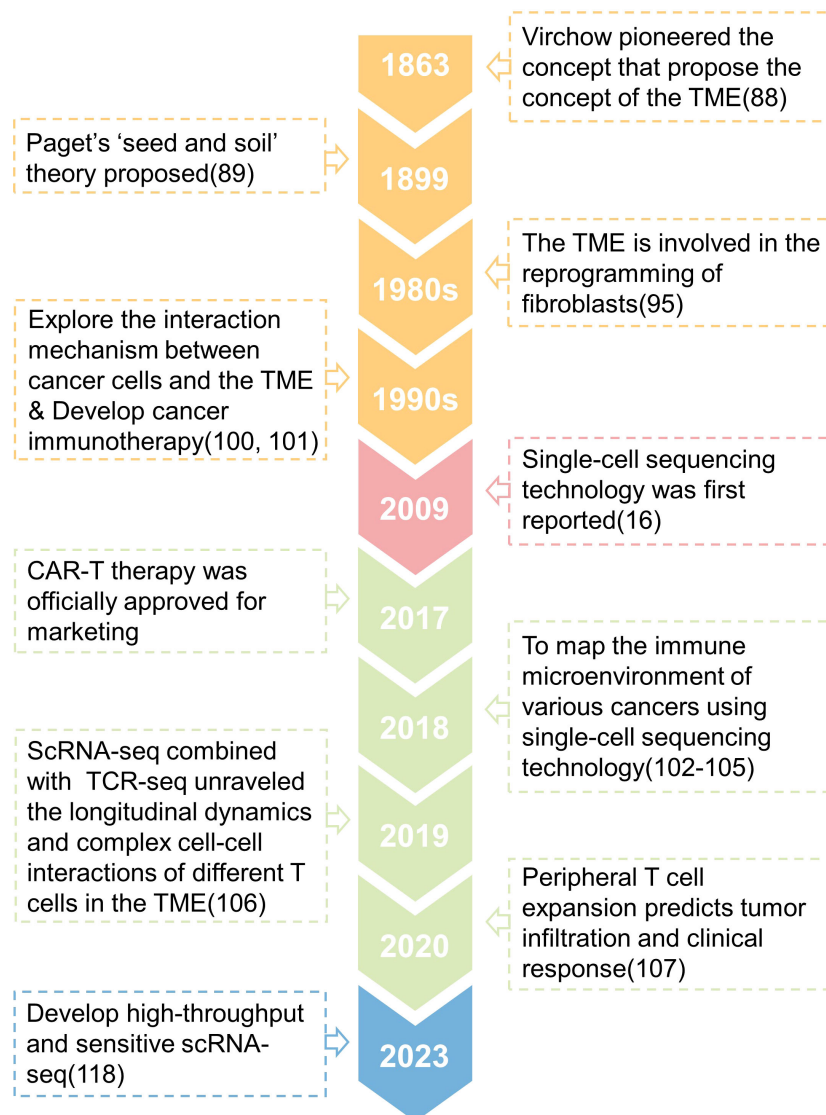 1863
Virchow pioneered the
concept that propose the
concept of the TME(88)
Paget’s ‘seed and soil’
theory proposed(89)
1899
1980s
The TME is involved in the
reprogramming of
fibroblasts(95)
Explore the interaction
mechanism between
cancer cells and the TME
& Develop cancer
immunotherapy(100, 101)
1990s
2009
Single-cell sequencing
technology was first
reported(16)
CAR-T therapy was
officially approved for
marketing
2017
2018
To map the immune
microenvironment of
various cancers using
single-cell sequencing
technology(102-105)
ScRNA-seq combined
with  TCR-seq unraveled
the longitudinal dynamics
and complex cell-cell
interactions of different T
cells in the TME(106)
2019
2020
Peripheral T cell
expansion predicts tumor
infiltration and clinical
response(107)
Develop high-throughput
and sensitive scRNA-
seq(118)
2023